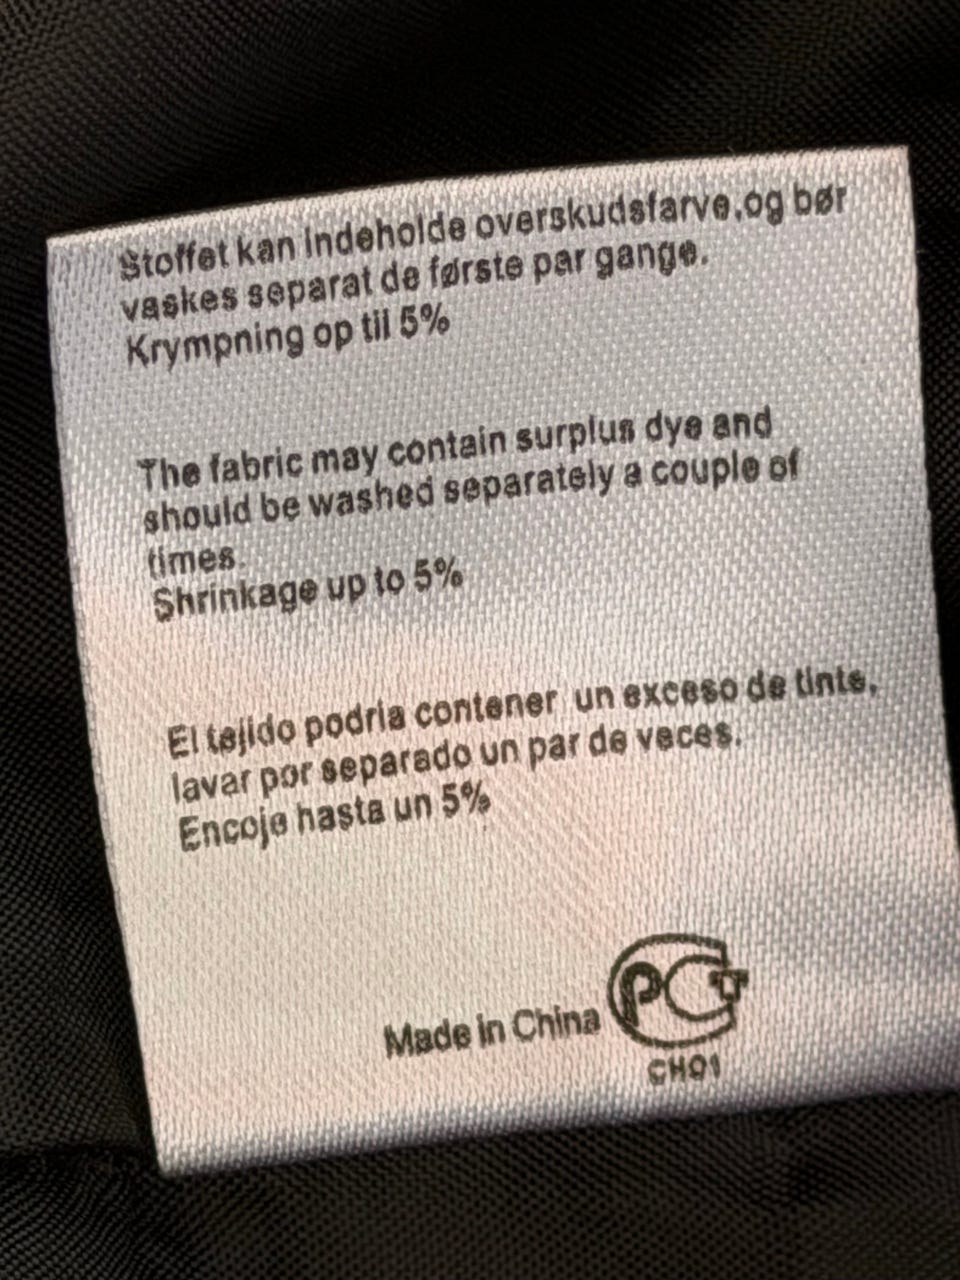 Stoffet kan indeholde overskudsfarve,og bør
vaskes separat de første par gange.
Krympning op til 5%
The fabric may contain surplus dye and
should be washed separately a couple of
times.
Shrinkage up to 5%
El tejido podria contener un exceso de tinte,
lavar por separado un par de veces.
Encoje hasta un 5%
Made in China
PCT
CH01